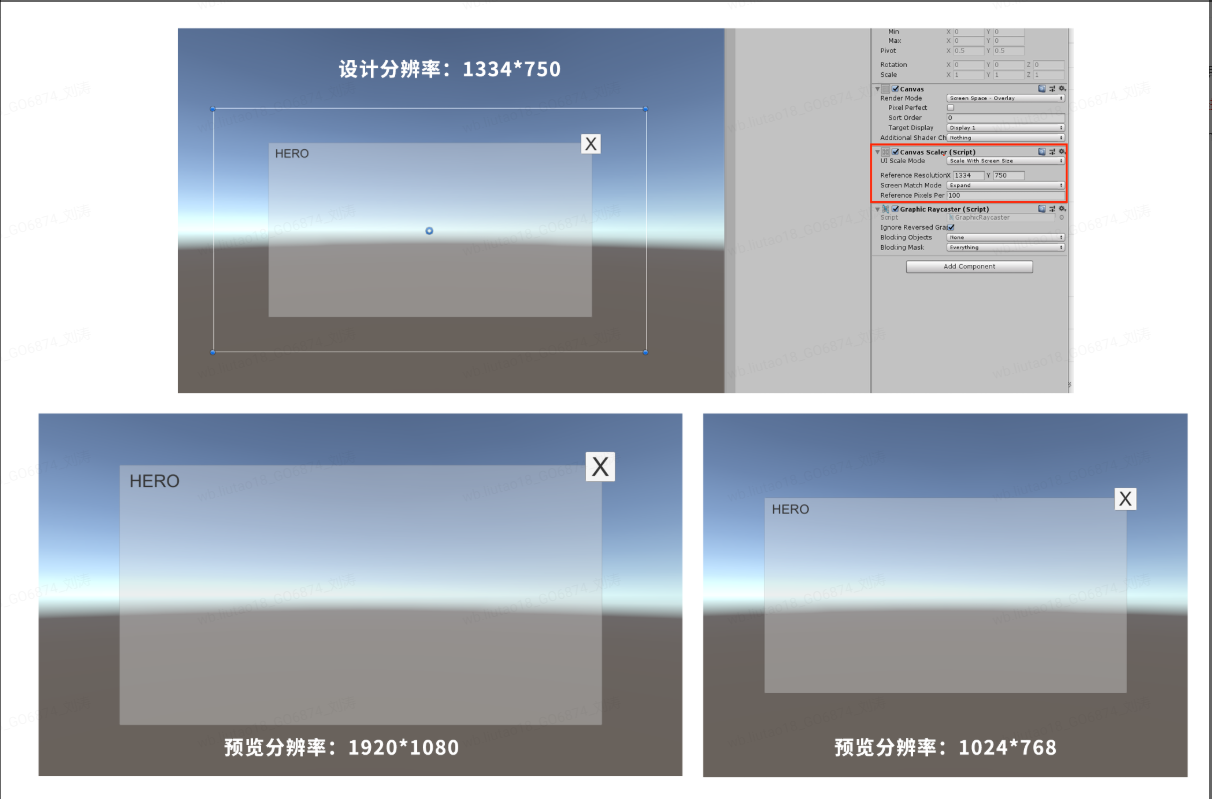 设计分辨率：1334*750
HERO
X
Min X 0 Y 0
Max X 0 Y 0
Pivot X 0.5 Y 0.5
Rotation X 0 Y 0 Z 0
Scale X 1 Y 1 Z 1
Canvas
Render Mode Screen Space - Overlay
Pixel Perfect
Sort Order 0
Target Display Display 1
Additional Shader Ch Nothing
Canvas Scaler (Script)
UI Scale Mode Scale With Screen Size
Reference Resolution X 1334 Y 750
Screen Match Mode Expand
Reference Pixels Per 100
Graphic Raycaster (Script)
Script GraphicRaycaster
Ignore Reversed Gra
Blocking Objects None
Blocking Mask Everything
Add Component
HERO
X
预览分辨率：1920*1080
HERO
X
预览分辨率：1024*768